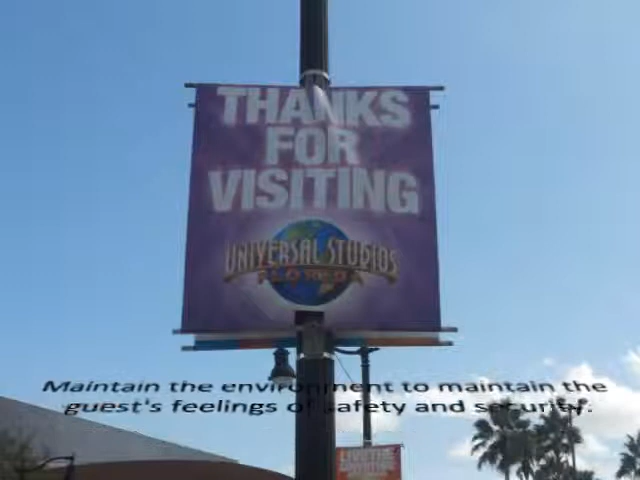 THANKS
FOR
VISITING
UNIVERSAL STUDIOS
FLORIDA
Maintain the environment to maintain the
guest's feelings of safety and security.